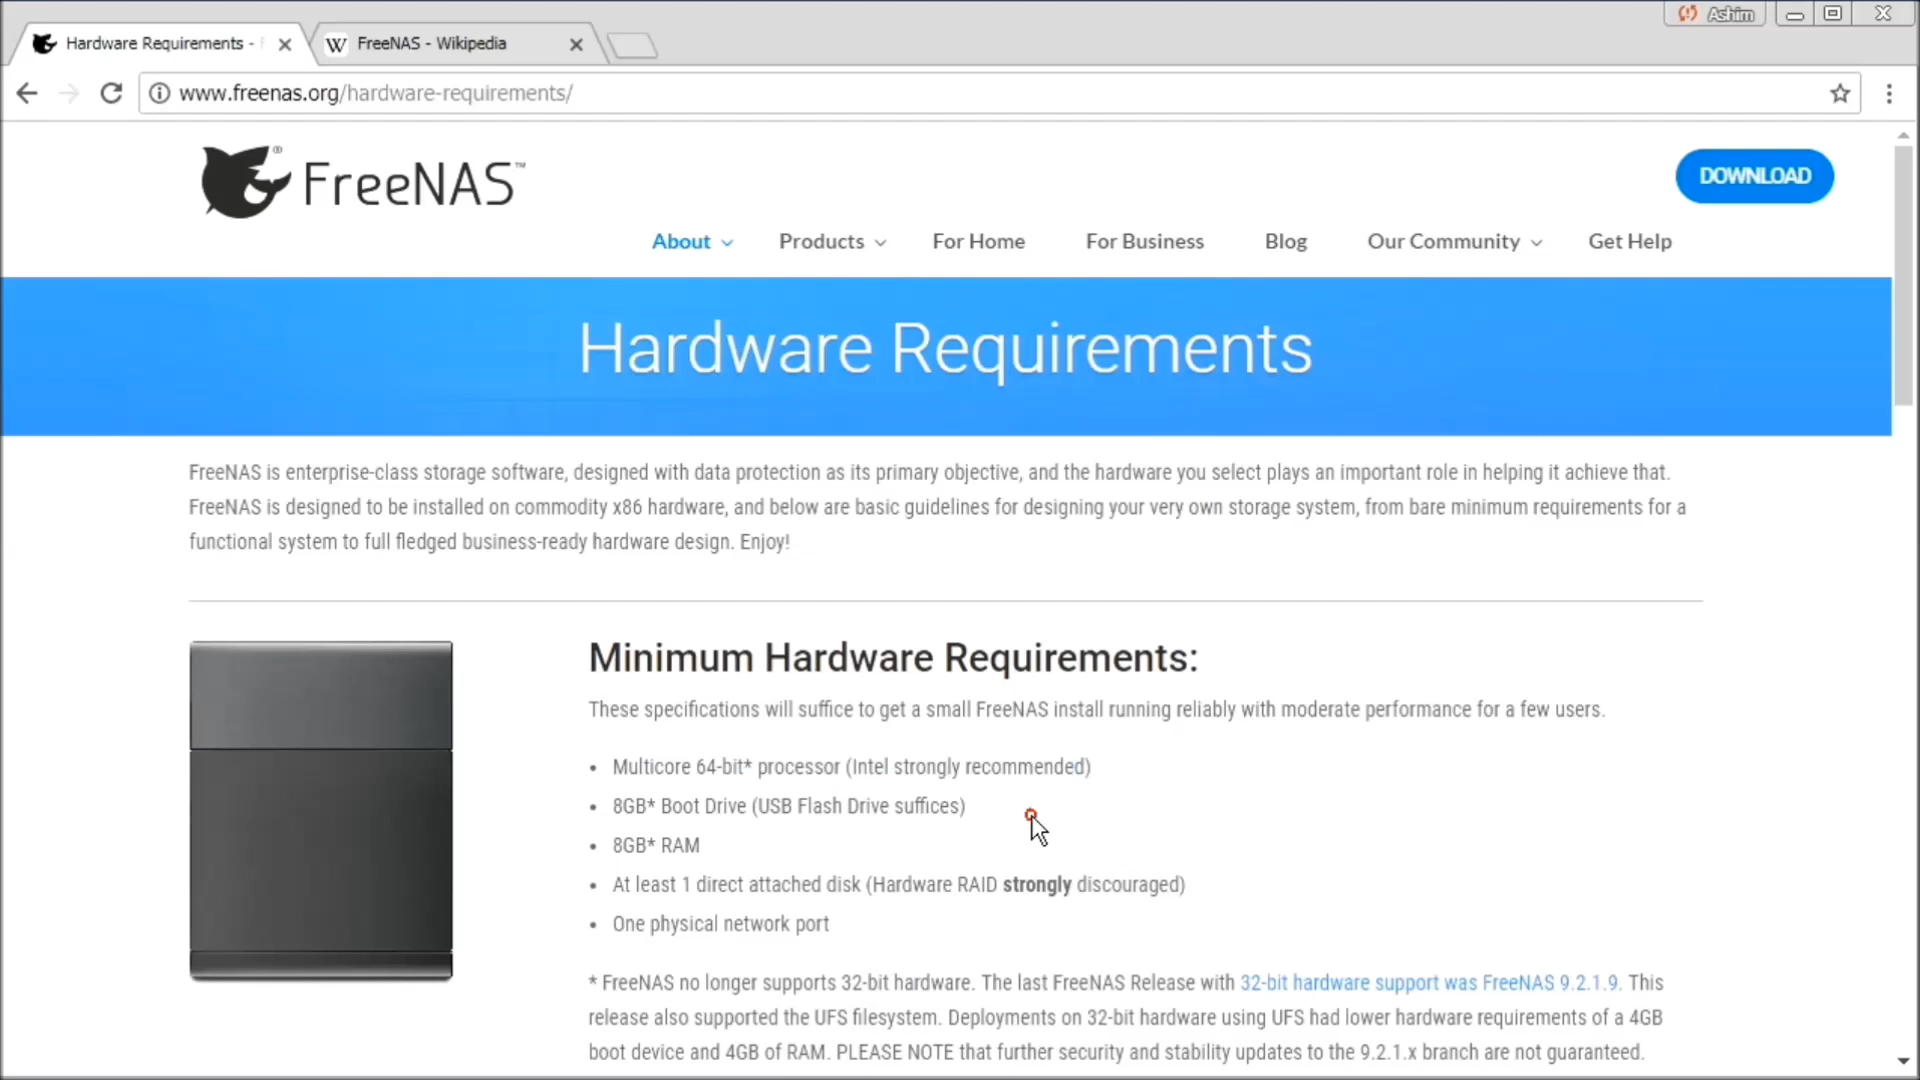 Ashim
Hardware Requirements -
FreeNAS - Wikipedia
www.freenas.org/hardware-requirements/
FreeNAS™
DOWNLOAD
About Products For Home For Business Blog Our Community Get Help
Hardware Requirements
FreeNAS is enterprise-class storage software, designed with data protection as its primary objective, and the hardware you select plays an important role in helping it achieve that.
FreeNAS is designed to be installed on commodity x86 hardware, and below are basic guidelines for designing your very own storage system, from bare minimum requirements for a
functional system to full fledged business-ready hardware design. Enjoy!
Minimum Hardware Requirements:
These specifications will suffice to get a small FreeNAS install running reliably with moderate performance for a few users.
• Multicore 64-bit* processor (Intel strongly recommended)
• 8GB* Boot Drive (USB Flash Drive suffices)
• 8GB* RAM
• At least 1 direct attached disk (Hardware RAID strongly discouraged)
• One physical network port
* FreeNAS no longer supports 32-bit hardware. The last FreeNAS Release with 32-bit hardware support was FreeNAS 9.2.1.9. This
release also supported the UFS filesystem. Deployments on 32-bit hardware using UFS had lower hardware requirements of a 4GB
boot device and 4GB of RAM. PLEASE NOTE that further security and stability updates to the 9.2.1.x branch are not guaranteed.